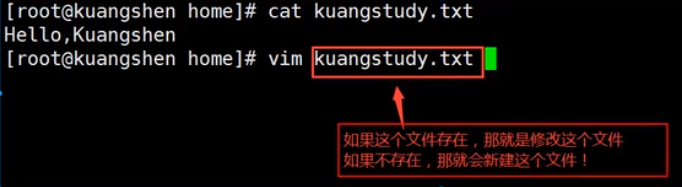 [root@kuangshen home]# cat kuangstudy.txt
Hello,Kuangshen
[root@kuangshen home]# vim kuangstudy.txt
如果这个文件存在，那就是修改这个文件
如果不存在，那就会新建这个文件！